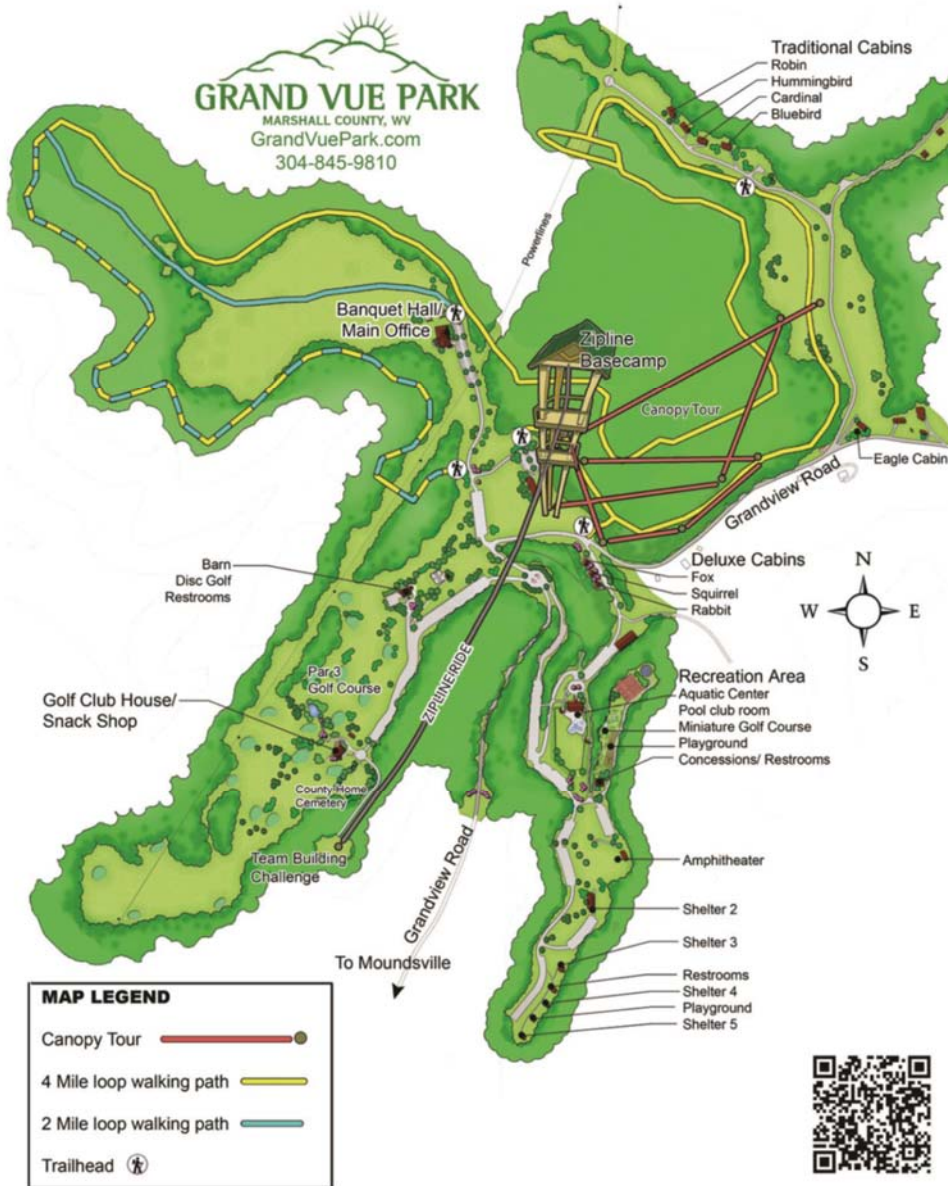 GRAND VUE PARK
MARSHALL COUNTY, WV
GrandVuePark.com
304-845-9810
Traditional Cabins
Robin
Hummingbird
Cardinal
Bluebird
Powerlines
Banquet Hall/
Main Office
Zipline
Basecamp
Canopy Tour
Eagle Cabin
Grandview Road
Barn
Disc Golf
Restrooms
Deluxe Cabins
Fox
Squirrel
Rabbit
N
W
E
S
ZIPLINE RIDE
Par 3
Golf Course
Golf Club House/
Snack Shop
County Home
Cemetery
Team Building
Challenge
Recreation Area
Aquatic Center
Pool club room
Miniature Golf Course
Playground
Concessions/ Restrooms
Grandview Road
To Moundsville
Amphitheater
Shelter 2
Shelter 3
Restrooms
Shelter 4
Playground
Shelter 5
MAP LEGEND
Canopy Tour
4 Mile loop walking path
2 Mile loop walking path
Trailhead